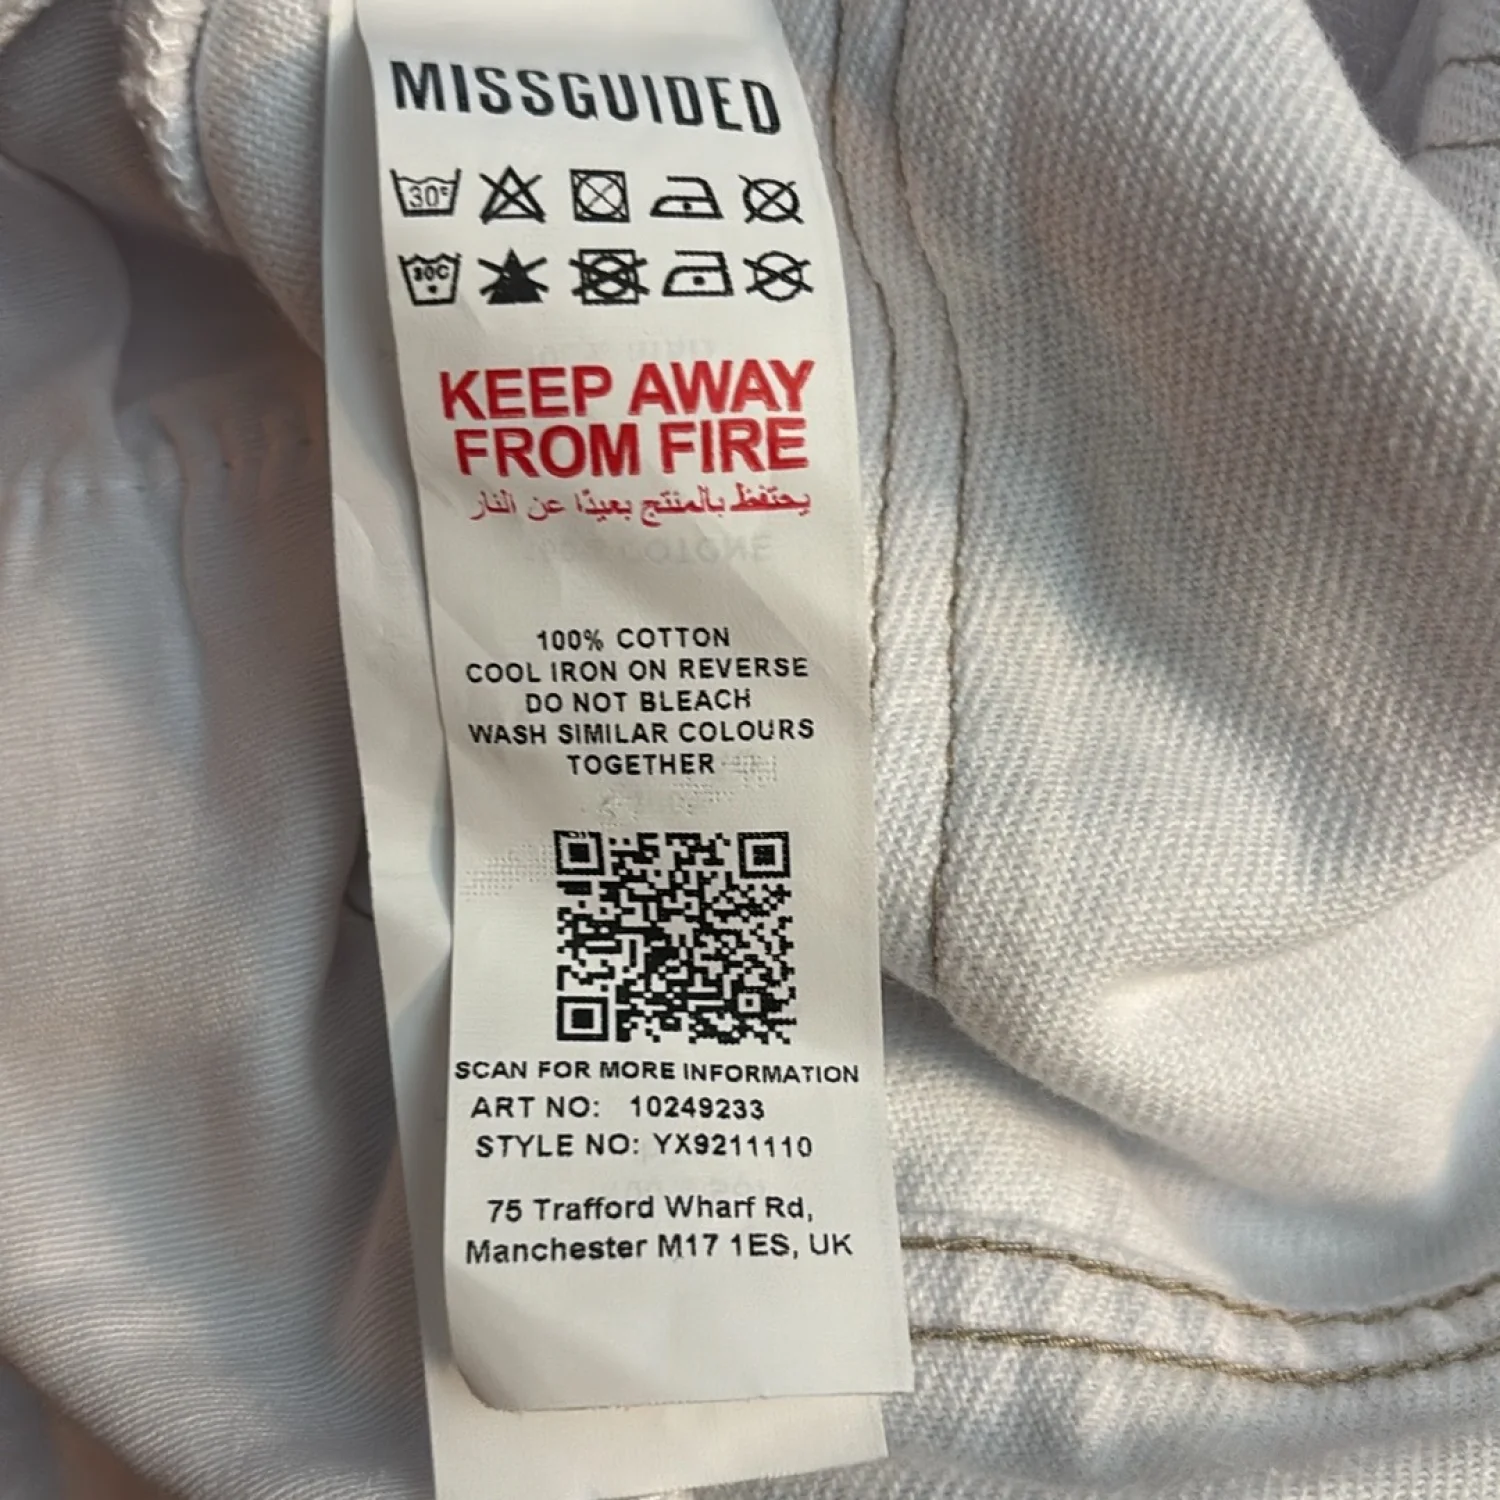 MISSGUIDED
30°
30C
KEEP AWAY
FROM FIRE
يحتفظ بالمنتج بعيدًا عن النار
100% COTTON
COOL IRON ON REVERSE
DO NOT BLEACH
WASH SIMILAR COLOURS
TOGETHER
SCAN FOR MORE INFORMATION
ART NO: 10249233
STYLE NO: YX9211110
75 Trafford Wharf Rd,
Manchester M17 1ES, UK